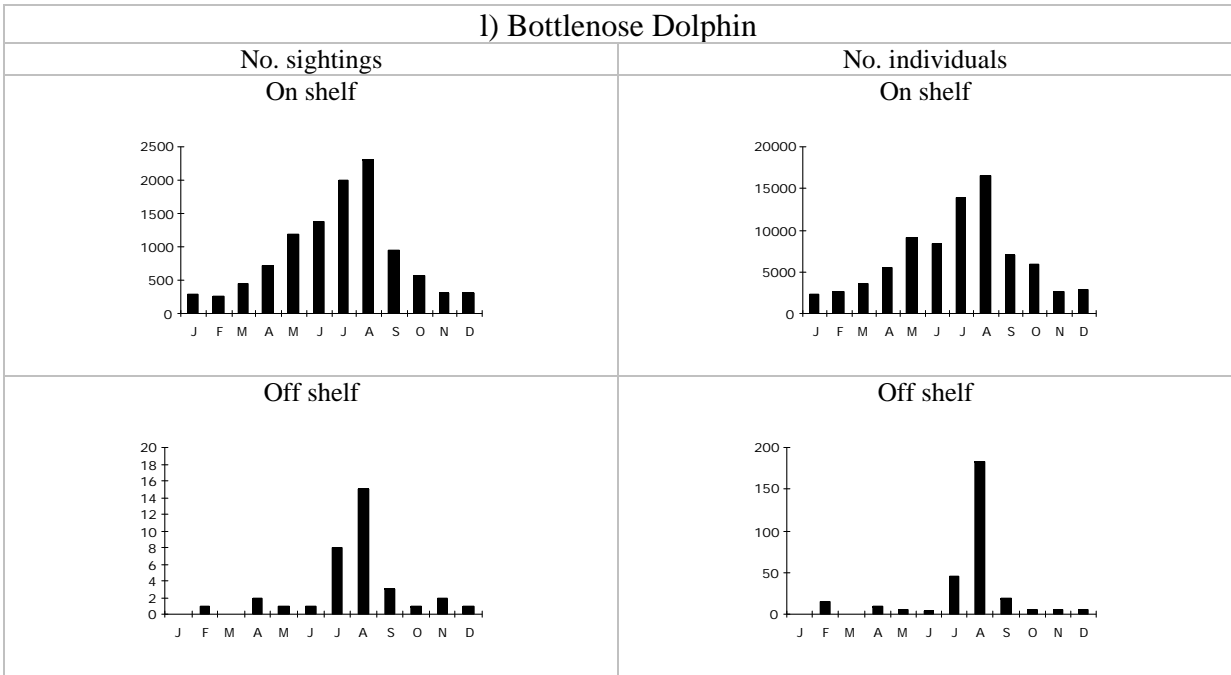 l) Bottlenose Dolphin
No. sightings
No. individuals
On shelf
On shelf
2500
2000
1500
1000
500
0
J F M A M J J A S O N D
20000
15000
10000
5000
0
J F M A M J J A S O N D
Off shelf
Off shelf
20
18
16
14
12
10
8
6
4
2
0
J F M A M J J A S O N D
200
150
100
50
0
J F M A M J J A S O N D